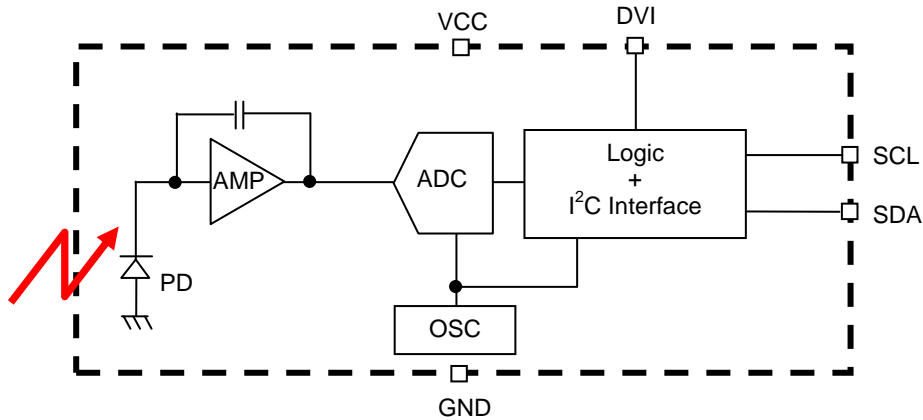 VCC
DVI
AMP
ADC
Logic
+
I²C Interface
SCL
SDA
PD
OSC
GND